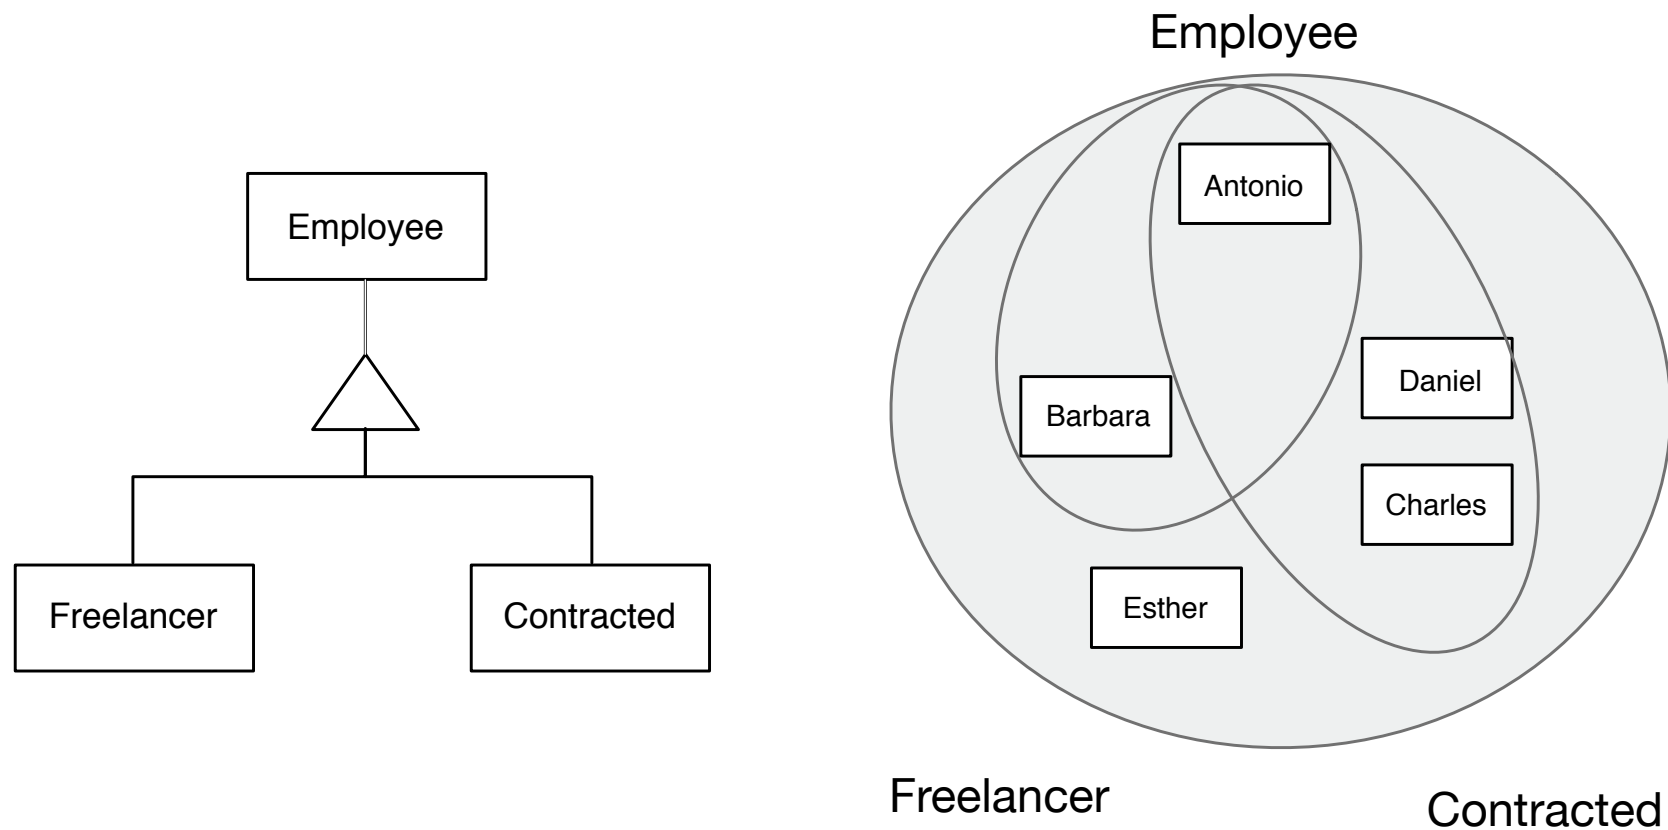 Employee
Freelancer
Contracted
Employee
Antonio
Daniel
Barbara
Charles
Esther
Freelancer
Contracted